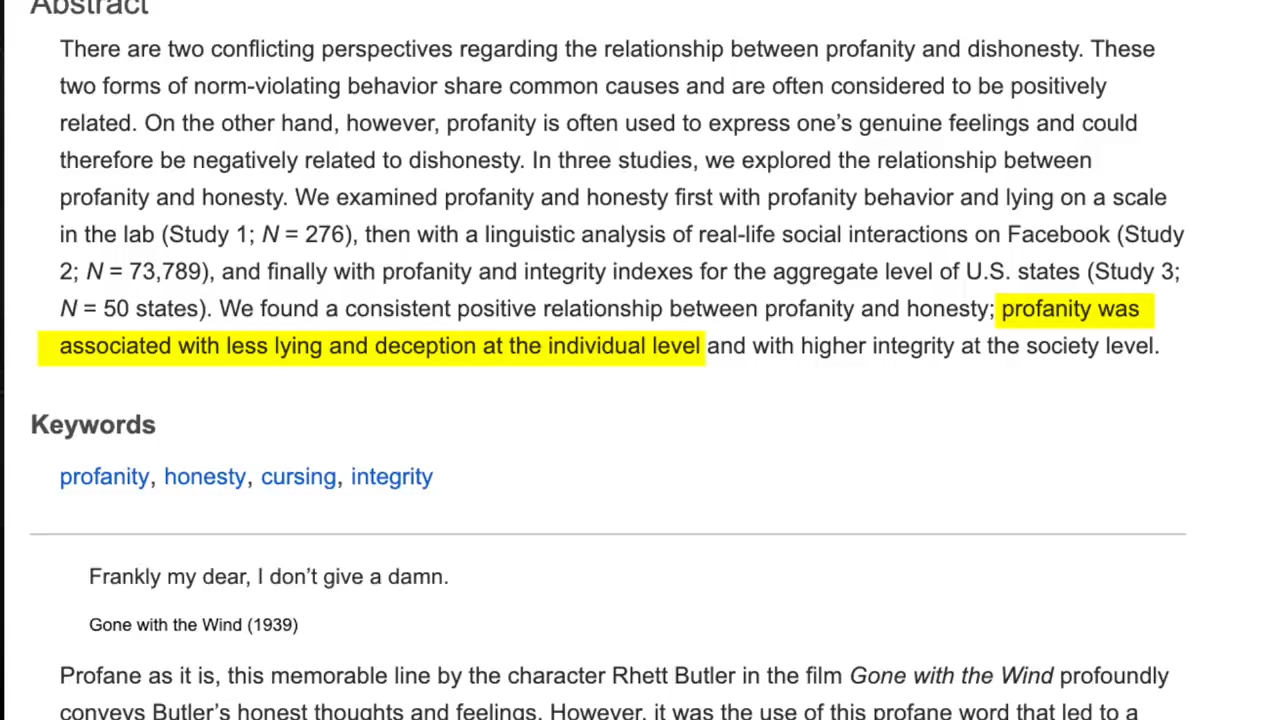 Abstract
There are two conflicting perspectives regarding the relationship between profanity and dishonesty. These
two forms of norm-violating behavior share common causes and are often considered to be positively
related. On the other hand, however, profanity is often used to express one’s genuine feelings and could
therefore be negatively related to dishonesty. In three studies, we explored the relationship between
profanity and honesty. We examined profanity and honesty first with profanity behavior and lying on a scale
in the lab (Study 1; N = 276), then with a linguistic analysis of real-life social interactions on Facebook (Study
2; N = 73,789), and finally with profanity and integrity indexes for the aggregate level of U.S. states (Study 3;
N = 50 states). We found a consistent positive relationship between profanity and honesty; profanity was
associated with less lying and deception at the individual level and with higher integrity at the society level.
Keywords
profanity, honesty, cursing, integrity
Frankly my dear, I don’t give a damn.
Gone with the Wind (1939)
Profane as it is, this memorable line by the character Rhett Butler in the film Gone with the Wind profoundly
conveys Butler’s honest thoughts and feelings. However, it was the use of this profane word that led to a